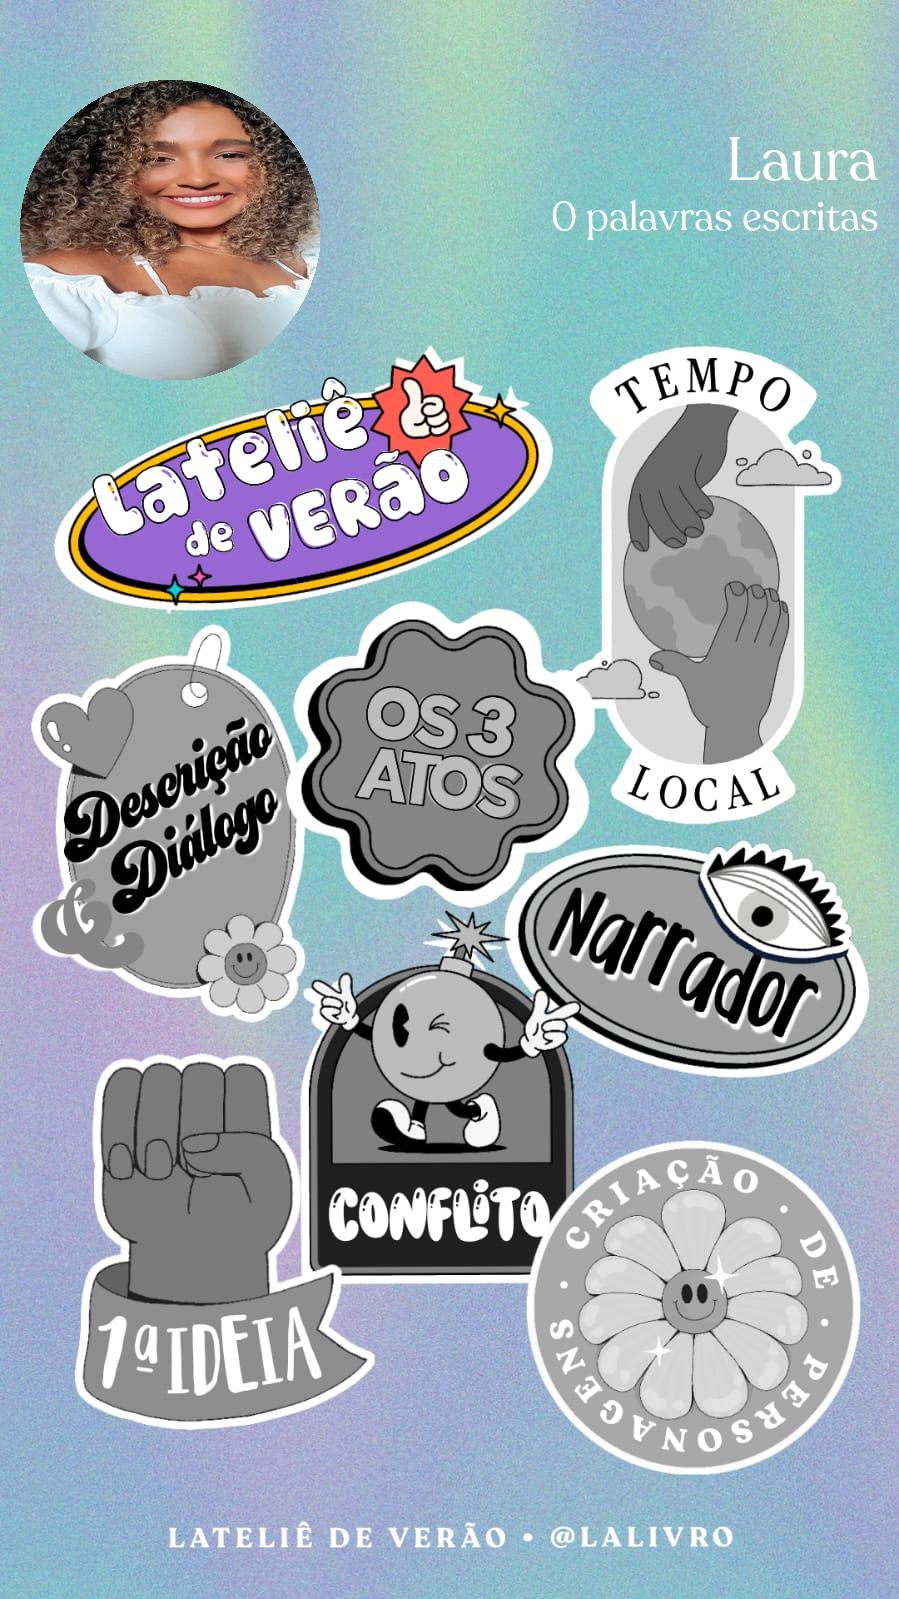 Laura
0 palavras escritas
Lateliê
de VERÃO
TEMPO
LOCAL
OS 3
ATOS
Descrição
& Diálogo
Narrador
CONFLITO
1ª IDEIA
CRIAÇÃO · DE · PERSONAGENS ·
LATELIÊ DE VERÃO • @LALIVRO